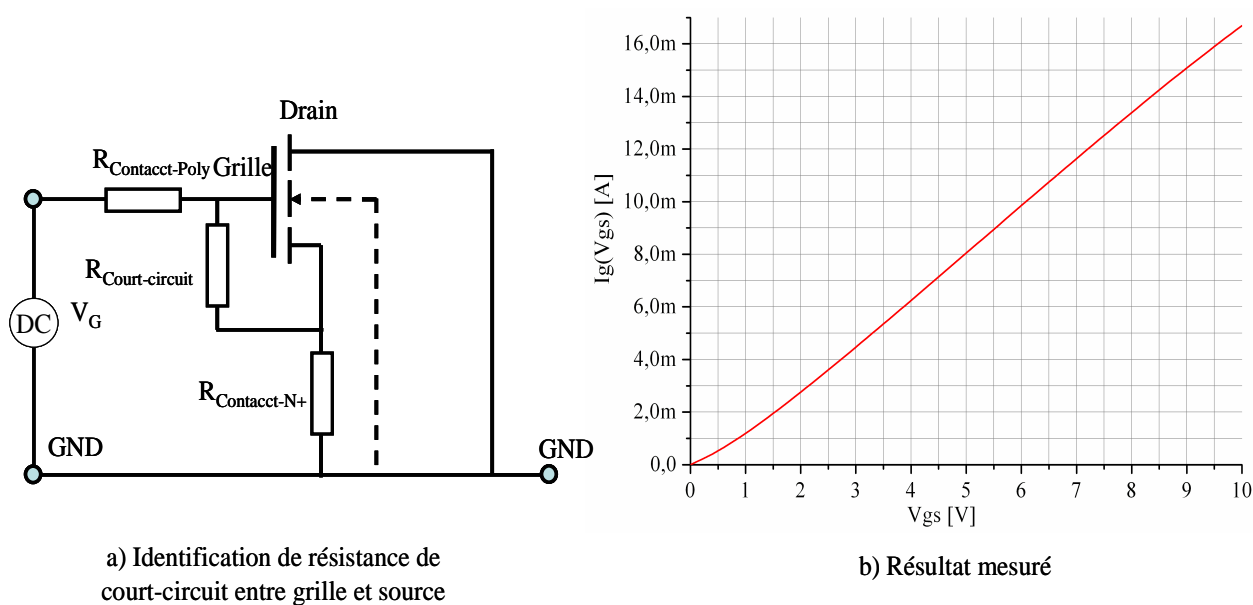 Drain
RContacct-Poly Grille
RCourt-circuit
DC
VG
RContacct-N+
GND
GND
a) Identification de résistance de
court-circuit entre grille et source
Ig(Vgs) [A]
16,0m
14,0m
12,0m
10,0m
8,0m
6,0m
4,0m
2,0m
0,0
0 1 2 3 4 5 6 7 8 9 10
Vgs [V]
b) Résultat mesuré